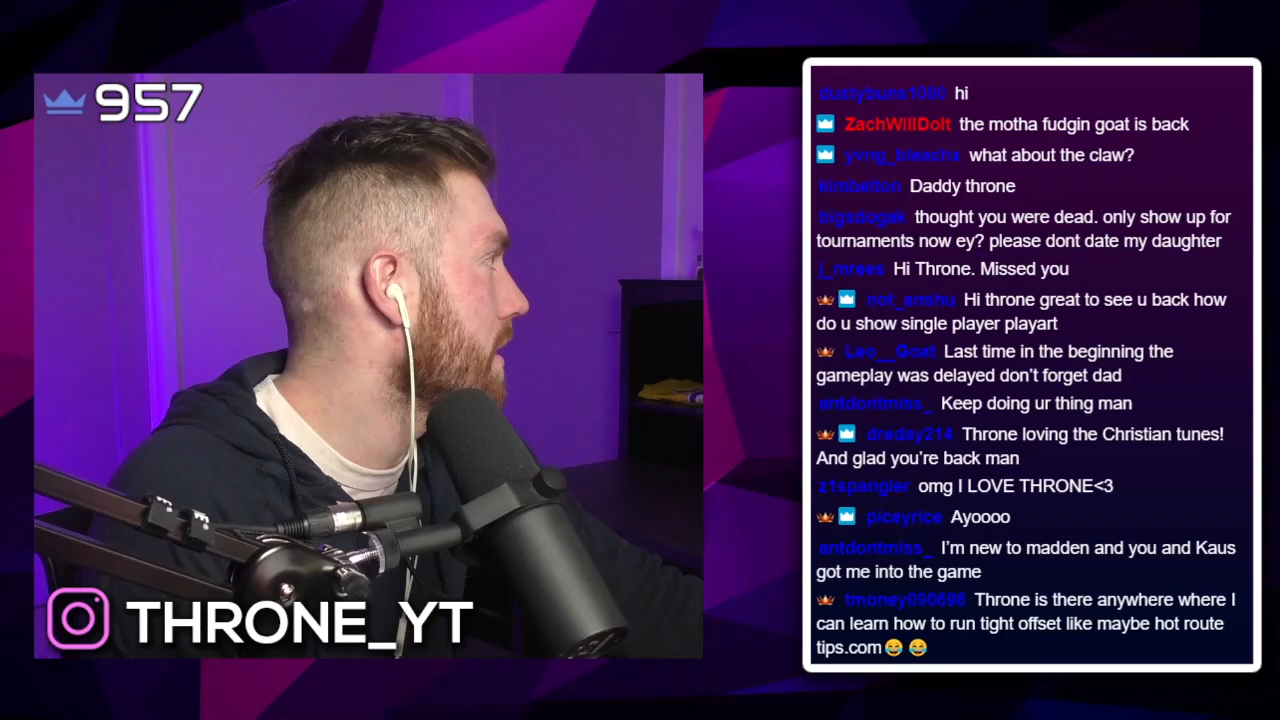 957
THRONE_YT
dustybuns1000 hi
ZachWillDoIt the motha fudgin goat is back
yvng_bleachx what about the claw?
kimbetton Daddy throne
bigsdogak thought you were dead. only show up for
tournaments now ey? please dont date my daughter
j_mrees Hi Throne. Missed you
not_anshu Hi throne great to see u back how
do u show single player playart
Leo__Goat Last time in the beginning the
gameplay was delayed don’t forget dad
antdontmiss_ Keep doing ur thing man
dreday214 Throne loving the Christian tunes!
And glad you’re back man
z1spangler omg I LOVE THRONE<3
piceyrice Ayoooo
antdontmiss_ I’m new to madden and you and Kaus
got me into the game
tmoney090698 Throne is there anywhere where I
can learn how to run tight offset like maybe hot route
tips.com😂 😂